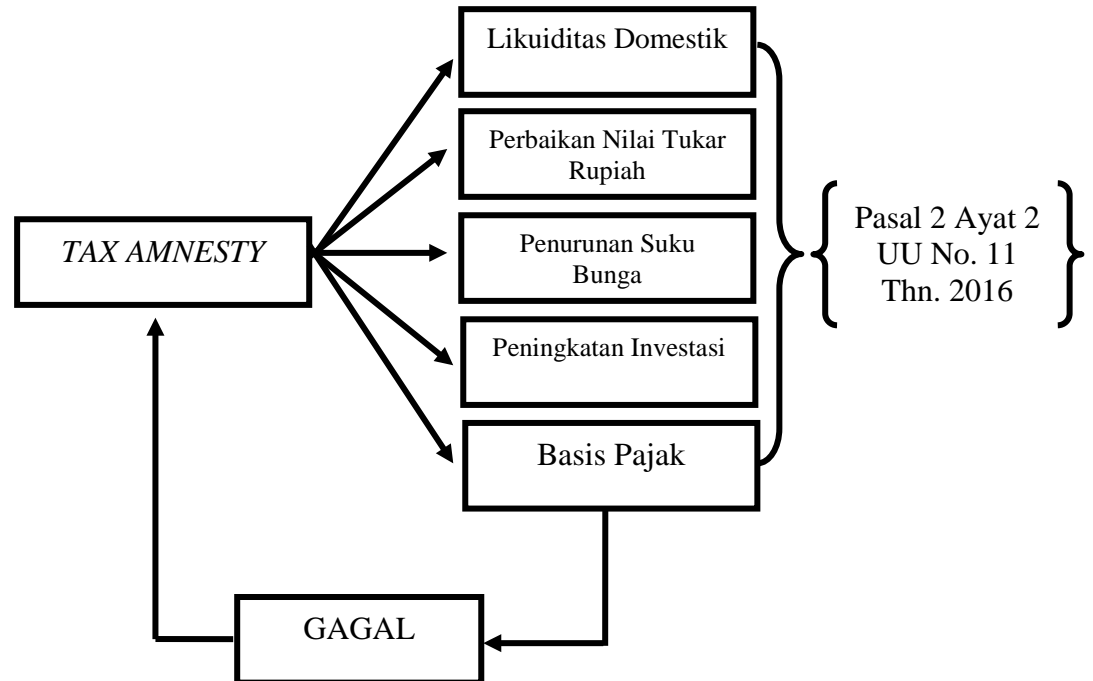 Likuiditas Domestik
Perbaikan Nilai Tukar
Rupiah
TAX AMNESTY
Penurunan Suku
Bunga
Peningkatan Investasi
Basis Pajak
Pasal 2 Ayat 2
UU No. 11
Thn. 2016
GAGAL